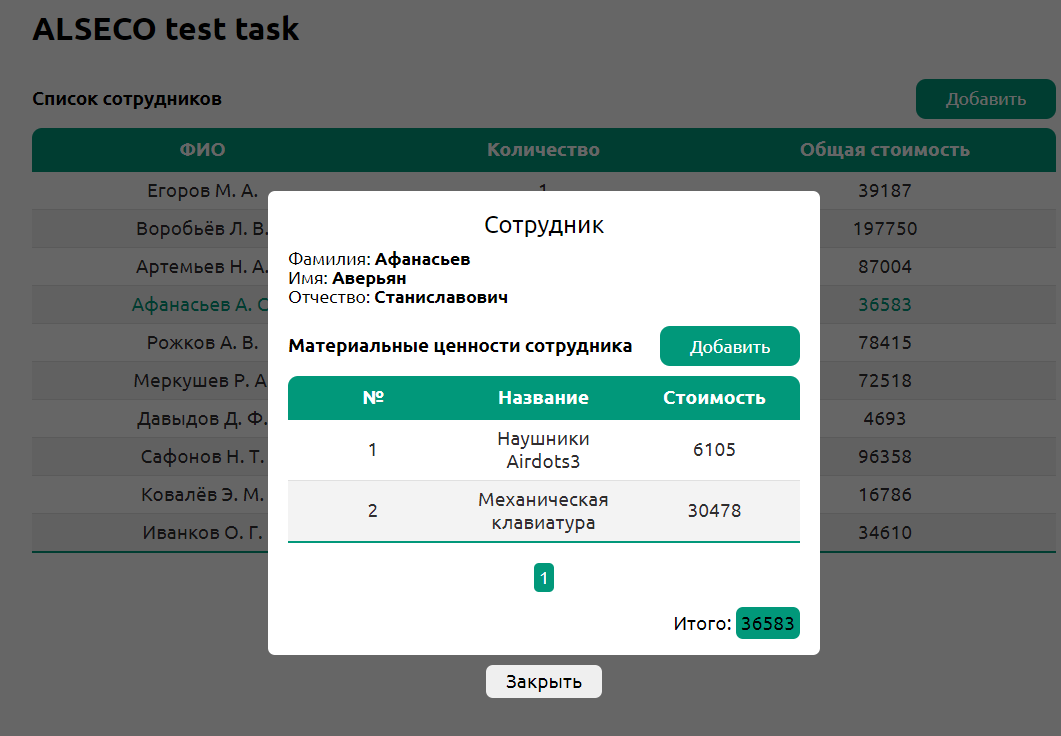 ALSECO test task
Список сотрудников
Добавить
ФИО Количество Общая стоимость
Егоров М. А. 1 39187
Воробьёв Л. В. 197750
Артемьев Н. А. 87004
Афанасьев А. С 36583
Рожков А. В. 78415
Меркушев Р. А 72518
Давыдов Д. Ф. 4693
Сафонов Н. Т. 96358
Ковалёв Э. М. 16786
Иванков О. Г. 34610
Сотрудник
Фамилия: Афанасьев
Имя: Аверьян
Отчество: Станиславович
Материальные ценности сотрудника
Добавить
№ Название Стоимость
1 Наушники Airdots3 6105
2 Механическая клавиатура 30478
1
Итого: 36583
Закрыть